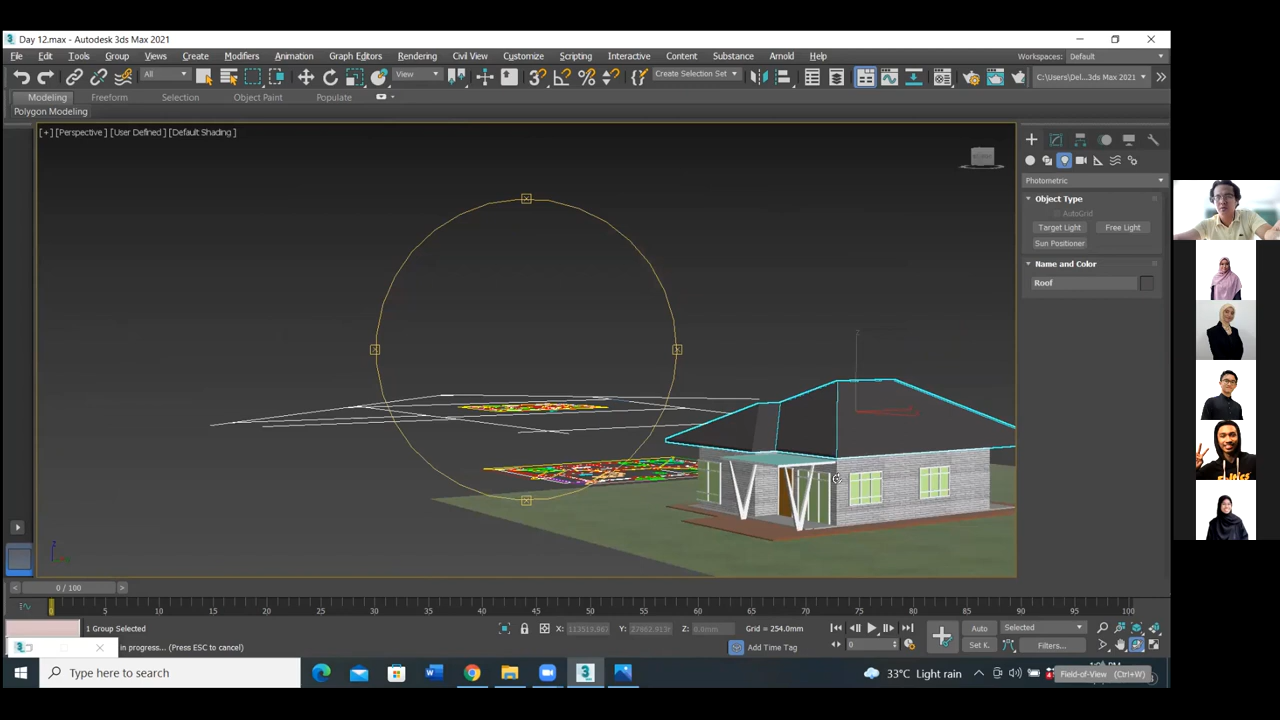 Day 12.max - Autodesk 3ds Max 2021
File Edit Tools Group Views Create Modifiers Animation Graph Editors Rendering Civil View Customize Scripting Interactive Content Substance Arnold Help
Workspaces: Default
All View Create Selection Set C:\Users\Del...3ds Max 2021
Modeling Freeform Selection Object Paint Populate
Polygon Modeling
[+] [Perspective] [User Defined] [Default Shading]
Photometric
Object Type
AutoGrid
Target Light Free Light
Sun Positioner
Name and Color
Roof
0 / 100
0 5 10 15 20 25 30 35 40 45 50 55 60 65 70 75 80 85 90 95 100
1 Group Selected X: Y: Z: 0.0mm Grid = 254.0mm Auto Selected
in progress... (Press ESC to cancel) Add Time Tag 0 Set K. Filters...
Type here to search 33°C Light rain
Field-of-View (Ctrl+W)